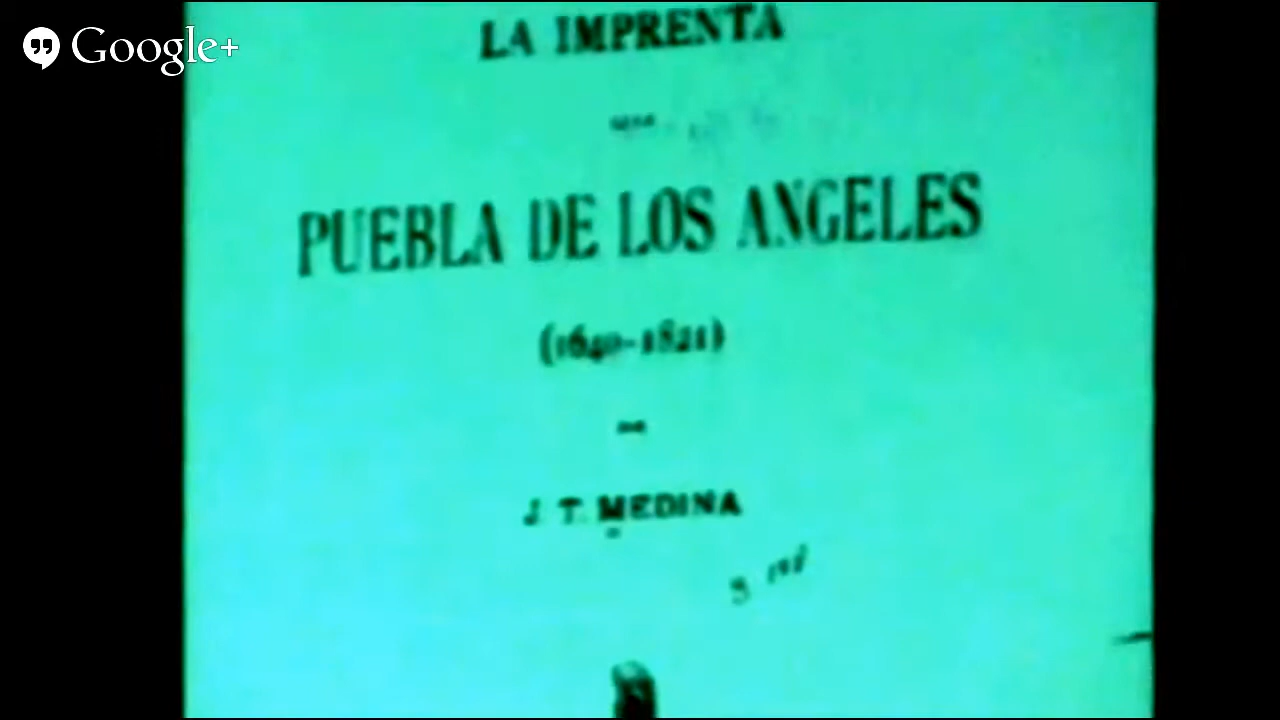 Google+
LA IMPRENTA
PUEBLA DE LOS ANGELES
(1640-1821)
J. T. MEDINA